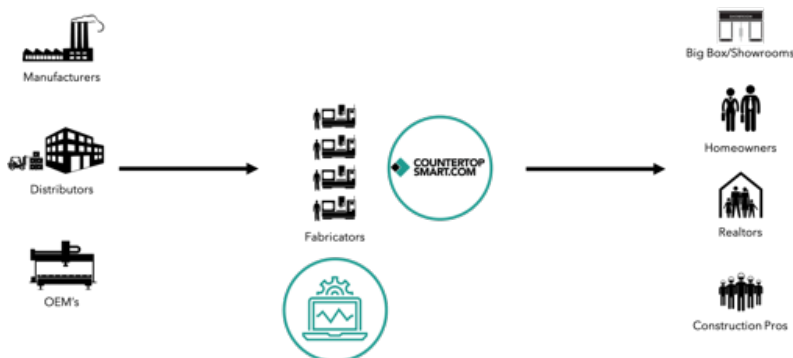 Manufacturers
Distributors
OEM's
Fabricators
COUNTERTOP
SMART.COM
Big Box/Showrooms
Homeowners
Realtors
Construction Pros